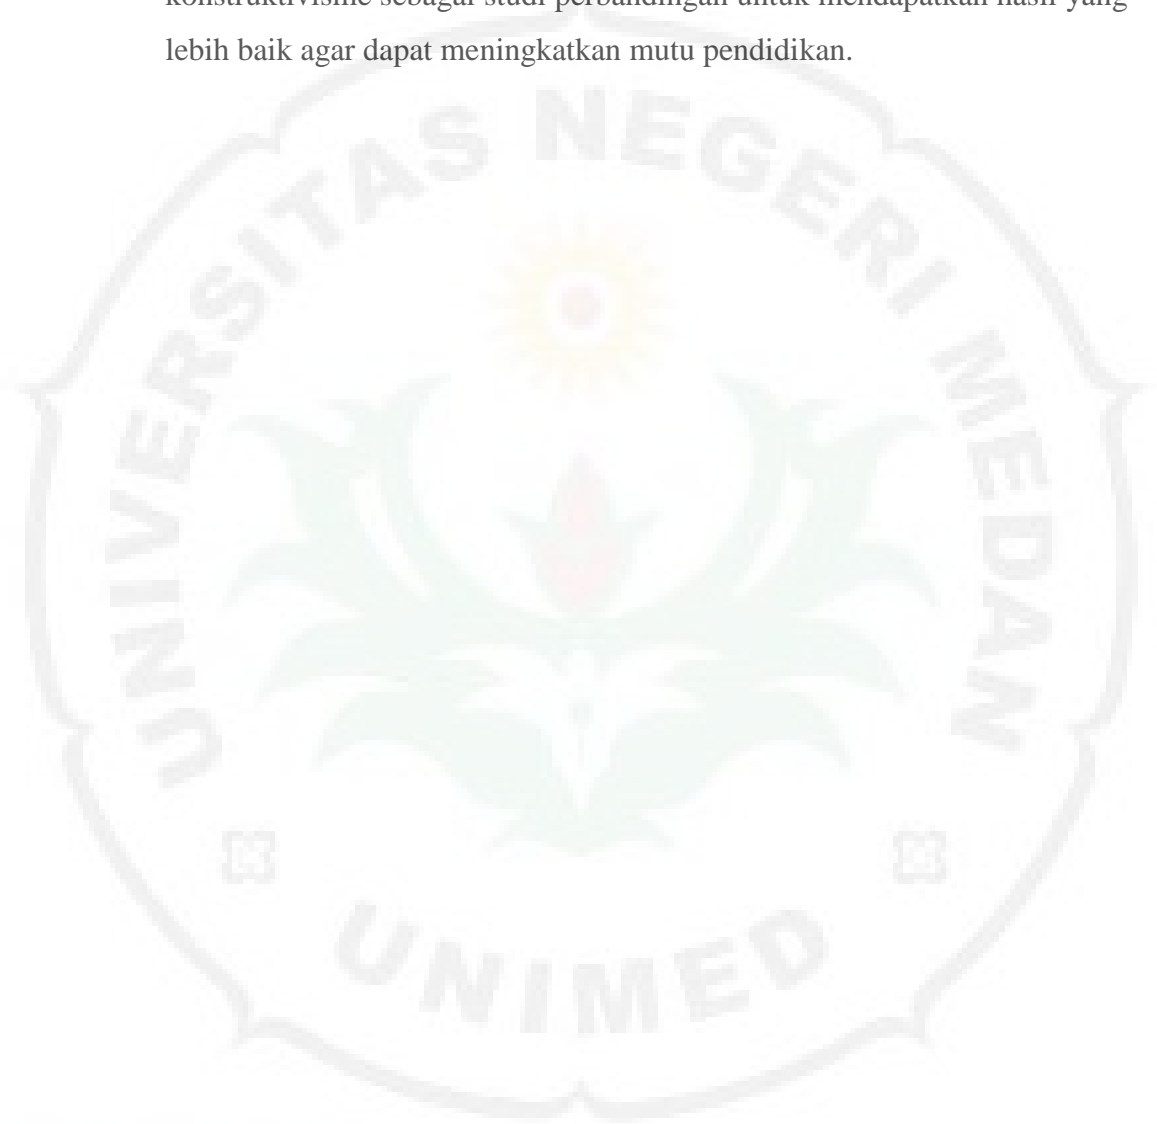 konstruktivisme sebagai studi perbandingan untuk mendapatkan hasil yang
lebih baik agar dapat meningkatkan mutu pendidikan.
UNIVERSITAS NEGERI MEDAN
UNIMED